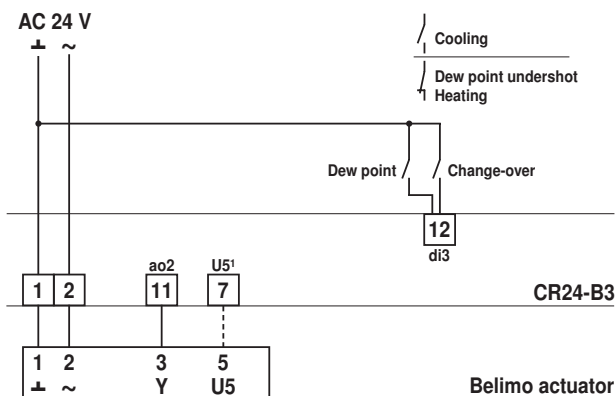 AC 24 V
⊥ ~
Cooling
Dew point undershot
Heating
Dew point
Change-over
12
di3
ao2
U5¹
1 2 11 7
CR24-B3
1 2 3 5
⊥ ~ Y U5
Belimo actuator